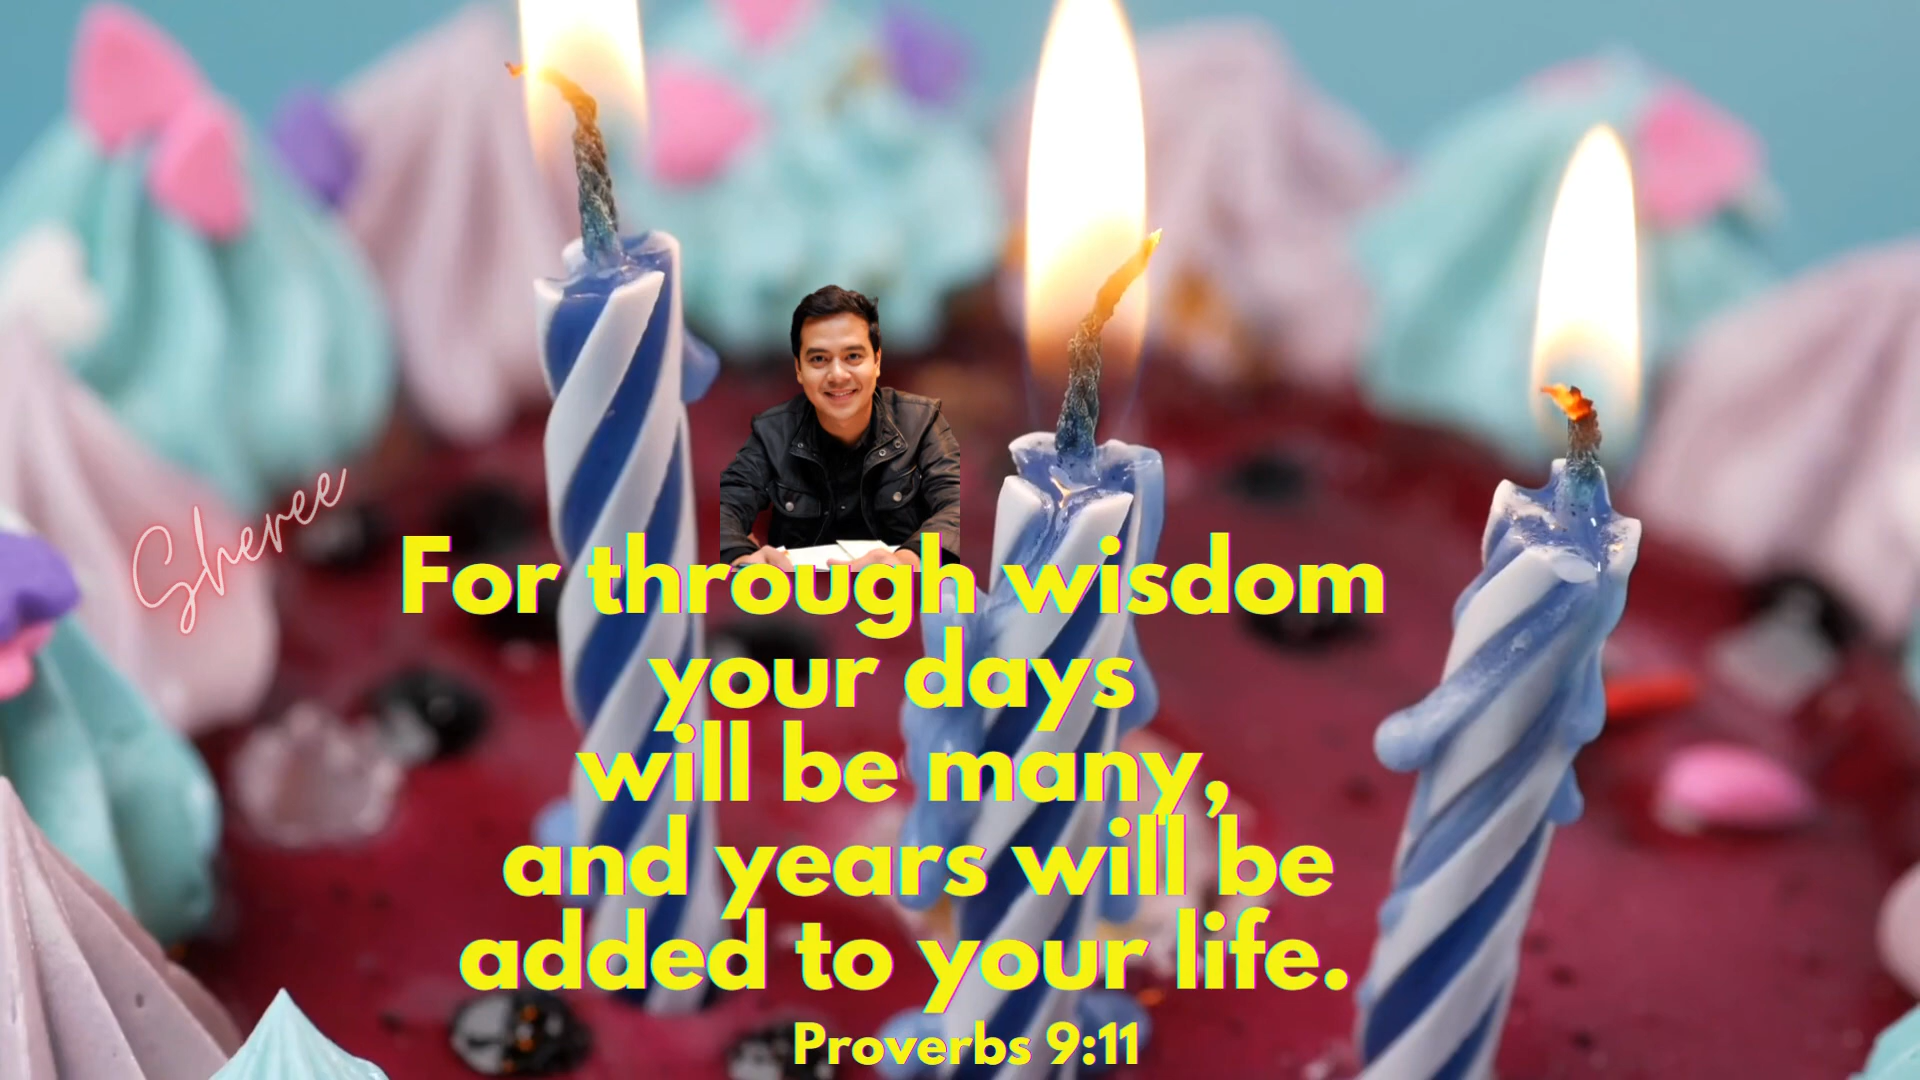 Sheree
For through wisdom
your days
will be many,
and years will be
added to your life.
Proverbs 9:11